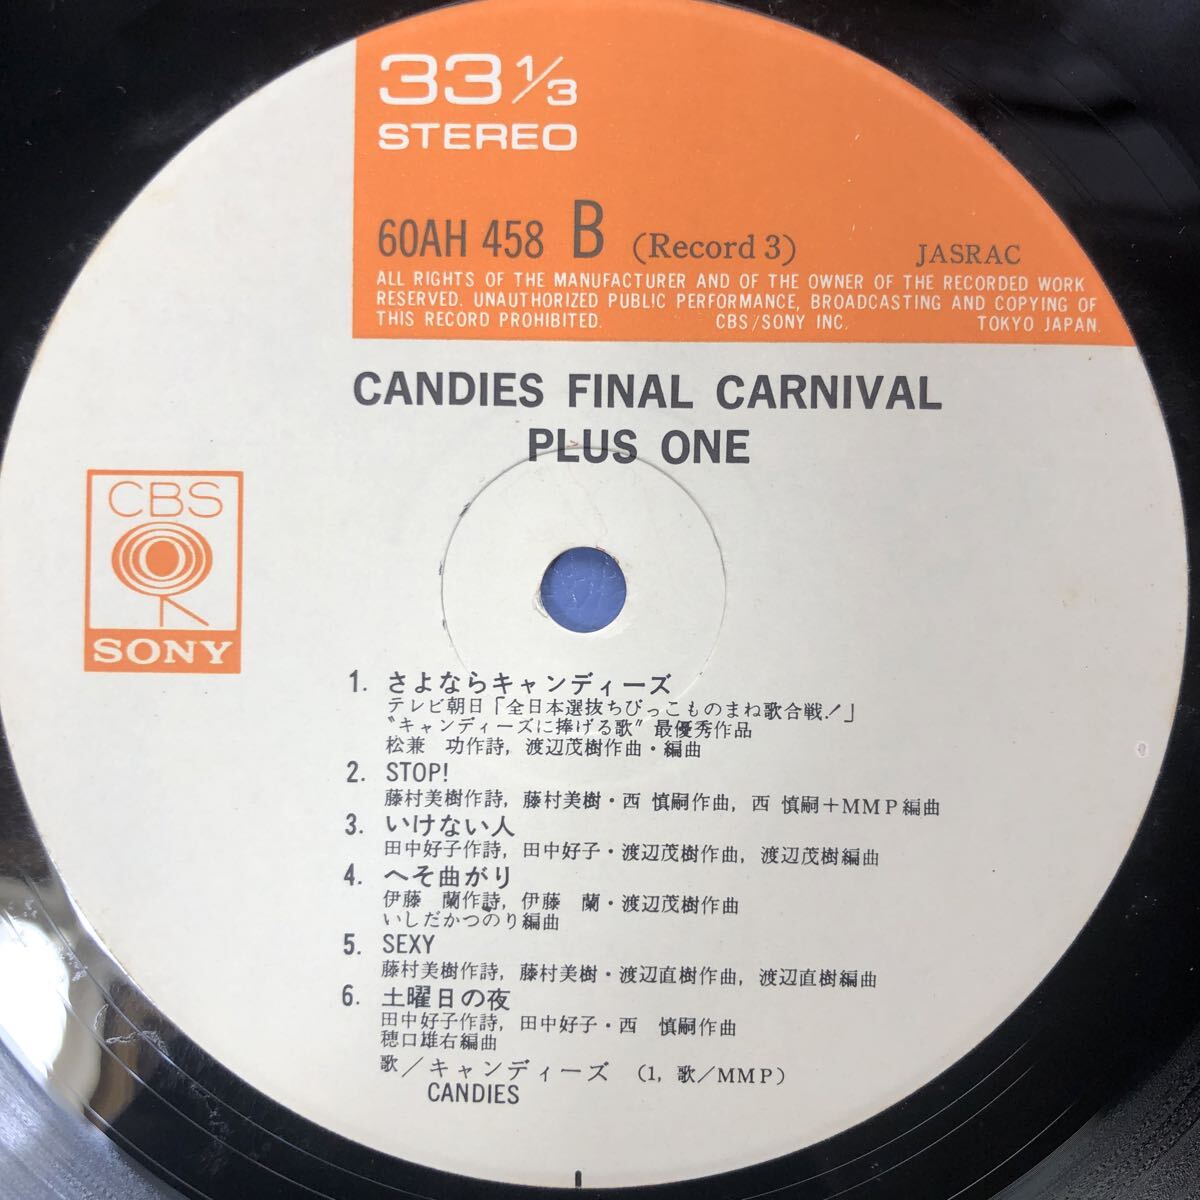 33 1/3
STEREO
60AH 458 B (Record 3) JASRAC
ALL RIGHTS OF THE MANUFACTURER AND OF THE OWNER OF THE RECORDED WORK
RESERVED. UNAUTHORIZED PUBLIC PERFORMANCE, BROADCASTING AND COPYING OF
THIS RECORD PROHIBITED. CBS/SONY INC. TOKYO JAPAN.
CANDIES FINAL CARNIVAL
PLUS ONE
CBS
SONY
1. さよならキャンディーズ
テレビ朝日「全日本選抜ちびっこものまね歌合戦!」
"キャンディーズに捧げる歌" 最優秀作品
松兼 功作詩, 渡辺茂樹作曲・編曲
2. STOP!
藤村美樹作詩, 藤村美樹・西 慎嗣作曲, 西 慎嗣+MMP編曲
3. いけない人
田中好子作詩, 田中好子・渡辺茂樹作曲, 渡辺茂樹編曲
4. へそ曲がり
伊藤 蘭作詩, 伊藤 蘭・渡辺茂樹作曲
いしだかつのり編曲
5. SEXY
藤村美樹作詩, 藤村美樹・渡辺直樹作曲, 渡辺直樹編曲
6. 土曜日の夜
田中好子作詩, 田中好子・西 慎嗣作曲
穂口雄右編曲
歌/キャンディーズ (1, 歌/MMP)
CANDIES